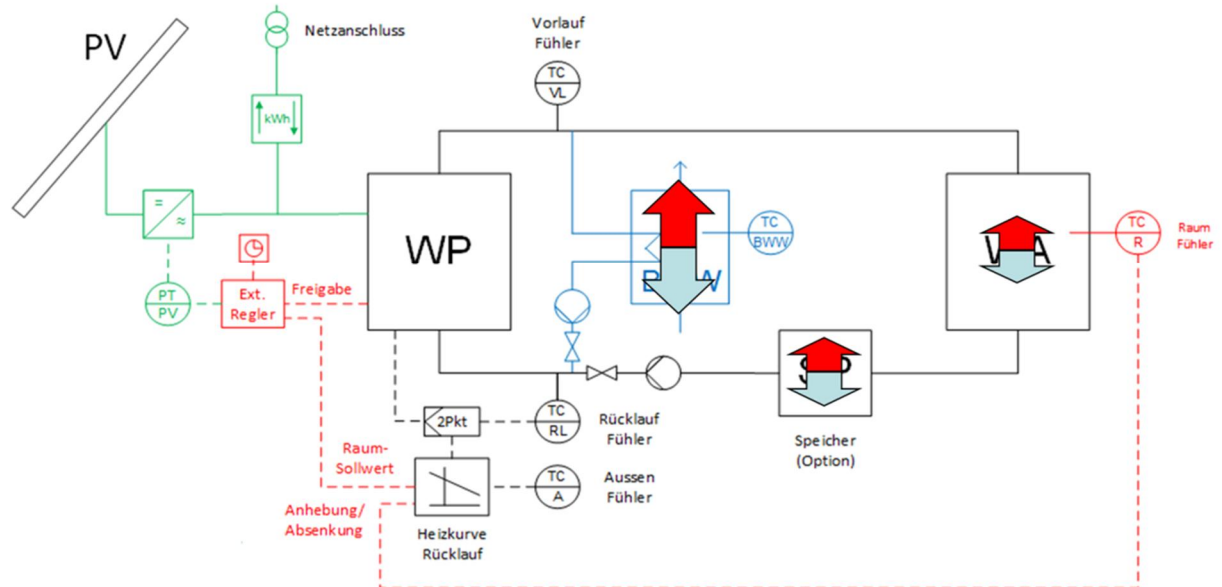 PV
Netzanschluss
kWh
=
≈
PT
PV
Ext.
Regler
Freigabe
WP
Vorlauf
Fühler
TC
VL
TC
BWW
TC
R
Raum
Fühler
2Pkt
TC
RL
Rücklauf
Fühler
Speicher
(Option)
Raum-
Sollwert
TC
A
Aussen
Fühler
Anhebung/
Absenkung
Heizkurve
Rücklauf